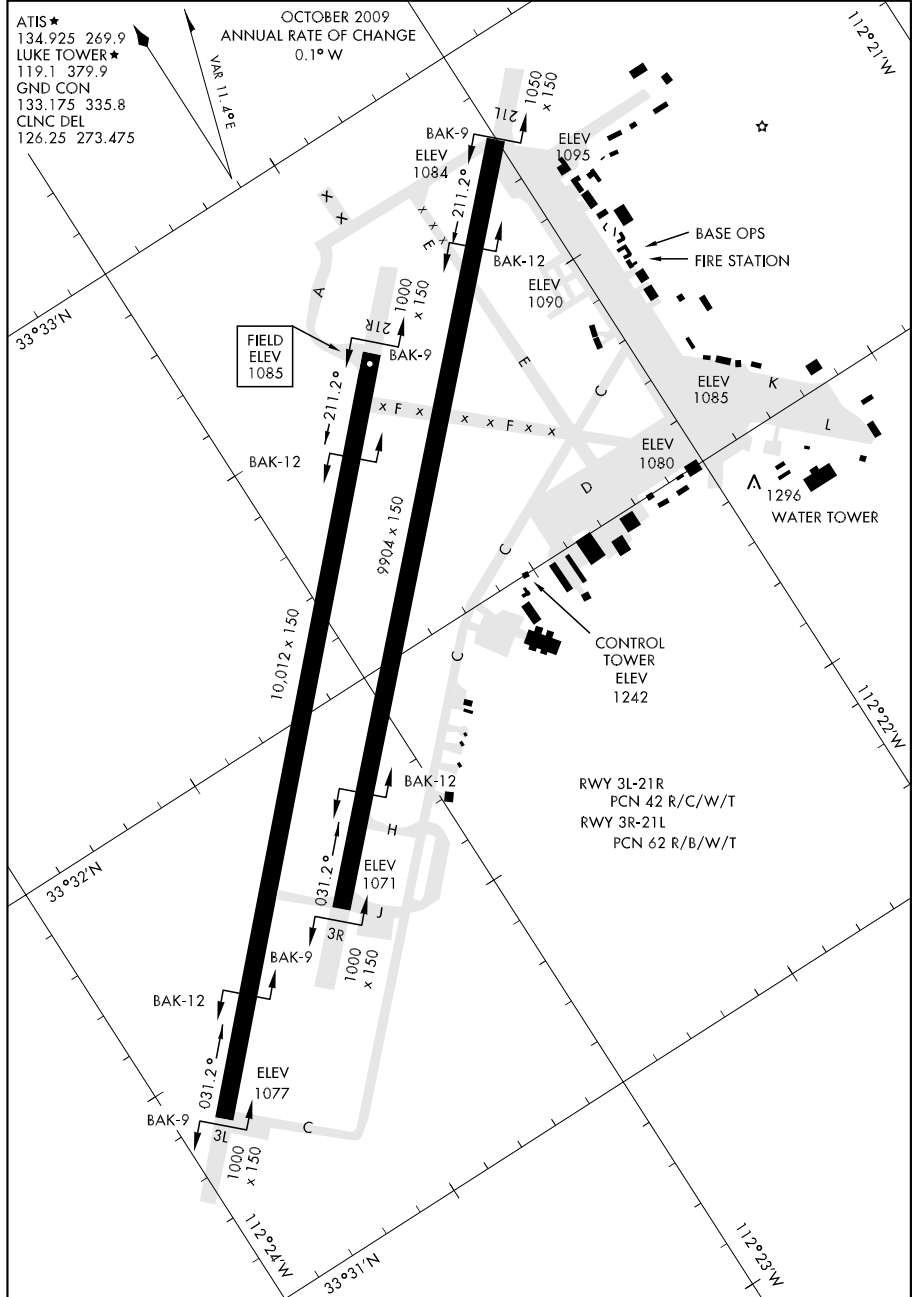 ATIS★
134.925 269.9
LUKE TOWER★
119.1 379.9
GND CON
133.175 335.8
CLNC DEL
126.25 273.475
VAR 11.4° E
OCTOBER 2009
ANNUAL RATE OF CHANGE
0.1° W
112°21'W
21L
1050
x 150
BAK-9
ELEV
1084
211.2°
ELEV
1095
x
x
x
x
x
E
BASE OPS
FIRE STATION
BAK-12
ELEV
1090
A
33°33'N
1000
x 150
21R
FIELD
ELEV
1085
BAK-9
E
C
211.2°
ELEV
1085
K
x F x x x F x x
L
BAK-12
ELEV
1080
D
1296
WATER TOWER
9904 x 150
C
CONTROL
TOWER
ELEV
1242
C
10,012 x 150
112°22'W
BAK-12
RWY 3L-21R
PCN 42 R/C/W/T
RWY 3R-21L
PCN 62 R/B/W/T
H
33°32'N
031.2°
ELEV
1071
J
3R
BAK-9
1000
x 150
BAK-12
031.2°
ELEV
1077
BAK-9
3L
C
1000
x 150
112°24'W
33°31'N
112°23'W